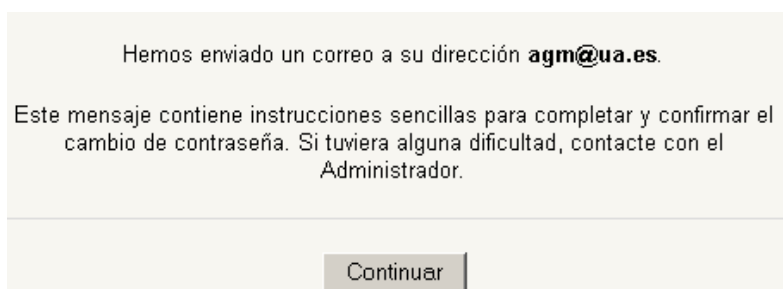 Hemos enviado un correo a su dirección agm@ua.es.
Este mensaje contiene instrucciones sencillas para completar y confirmar el
cambio de contraseña. Si tuviera alguna dificultad, contacte con el
Administrador.
Continuar